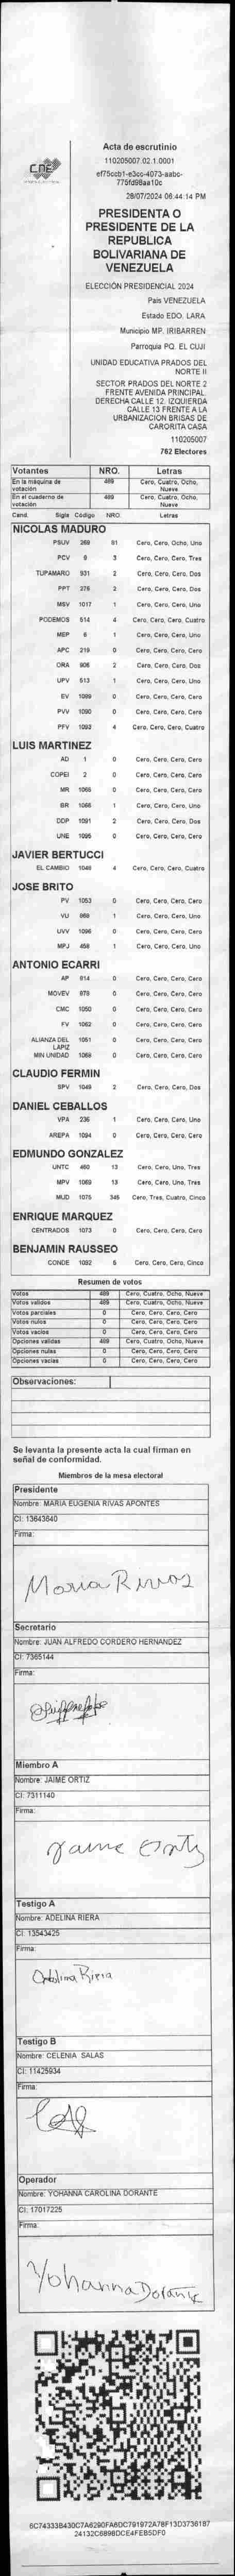 CNE
Acta de escrutinio
110205007.02.1.0001
28/07/2024 06:44:14 PM
PRESIDENTA O
PRESIDENTE DE LA
REPUBLICA
BOLIVARIANA DE
VENEZUELA
ELECCIÓN PRESIDENCIAL 2024
País VENEZUELA
Estado EDO. LARA
Municipio MP. IRIBARREN
Parroquia PQ. EL CUJI
UNIDAD EDUCATIVA PRADOS DEL
NORTE II
SECTOR PRADOS DEL NORTE 2
FRENTE AVENIDA PRINCIPAL.
DERECHA CALLE 12. IZQUIERDA
CALLE 13 FRENTE A LA
URBANIZACION BRISAS DE
CARORITA CASA
110205007
762 Electores
Votantes NRO. Letras
En la máquina de votación 489 Cero, Cuatro, Ocho, Nueve
En el cuaderno de votación 489 Cero, Cuatro, Ocho, Nueve
Cand. Sigla Código NRO. Letras
NICOLAS MADURO
PSUV 268 81 Cero, Cero, Ocho, Uno
PCV 8 3 Cero, Cero, Cero, Tres
TUPAMARO 931 2 Cero, Cero, Cero, Dos
PPT 275 2 Cero, Cero, Cero, Dos
MSV 1017 1 Cero, Cero, Cero, Uno
PODEMOS 514 4 Cero, Cero, Cero, Cuatro
MEP 6 1 Cero, Cero, Cero, Uno
APC 219 0 Cero, Cero, Cero, Cero
ORA 906 2 Cero, Cero, Cero, Dos
UPV 513 1 Cero, Cero, Cero, Uno
EV 1099 0 Cero, Cero, Cero, Cero
PVV 1090 0 Cero, Cero, Cero, Cero
PFV 1093 4 Cero, Cero, Cero, Cuatro
LUIS MARTINEZ
AD 1 0 Cero, Cero, Cero, Cero
COPEI 2 0 Cero, Cero, Cero, Cero
MR 1068 0 Cero, Cero, Cero, Cero
BR 1066 1 Cero, Cero, Cero, Uno
DDP 1091 2 Cero, Cero, Cero, Dos
UNE 1095 0 Cero, Cero, Cero, Cero
JAVIER BERTUCCI
EL CAMBIO 1048 4 Cero, Cero, Cero, Cuatro
JOSE BRITO
PV 1053 0 Cero, Cero, Cero, Cero
VU 868 1 Cero, Cero, Cero, Uno
UVV 1096 0 Cero, Cero, Cero, Cero
MPJ 458 1 Cero, Cero, Cero, Uno
ANTONIO ECARRI
AP 814 0 Cero, Cero, Cero, Cero
MOVEV 878 0 Cero, Cero, Cero, Cero
CMC 1050 0 Cero, Cero, Cero, Cero
FV 1062 0 Cero, Cero, Cero, Cero
ALIANZA DEL LAPIZ 1051 0 Cero, Cero, Cero, Cero
MIN UNIDAD 1069 0 Cero, Cero, Cero, Cero
CLAUDIO FERMIN
SPV 1049 2 Cero, Cero, Cero, Dos
DANIEL CEBALLOS
VPA 236 1 Cero, Cero, Cero, Uno
AREPA 1094 0 Cero, Cero, Cero, Cero
EDMUNDO GONZALEZ
UNTC 460 13 Cero, Cero, Uno, Tres
MPV 1069 13 Cero, Cero, Uno, Tres
MUD 1075 345 Cero, Tres, Cuatro, Cinco
ENRIQUE MARQUEZ
CENTRADOS 1073 0 Cero, Cero, Cero, Cero
BENJAMIN RAUSSEO
CONDE 1092 5 Cero, Cero, Cero, Cinco
Resumen de votos
Votos 489 Cero, Cuatro, Ocho, Nueve
Votos validos 489 Cero, Cuatro, Ocho, Nueve
Votos parciales 0 Cero, Cero, Cero, Cero
Votos nulos 0 Cero, Cero, Cero, Cero
Votos vacios 0 Cero, Cero, Cero, Cero
Opciones validas 489 Cero, Cuatro, Ocho, Nueve
Opciones nulas 0 Cero, Cero, Cero, Cero
Opciones vacias 0 Cero, Cero, Cero, Cero
Observaciones:
Se levanta la presente acta la cual firman en
señal de conformidad.
Miembros de la mesa electoral
Presidente
Nombre: MARIA EUGENIA RIVAS APONTES
CI: 13643640
Firma:
Maria Rivas
Secretario
Nombre: JUAN ALFREDO CORDERO HERNANDEZ
CI: 7365144
Firma:
Miembro A
Nombre: JAIME ORTIZ
CI: 7311140
Firma:
Jaime Ortiz
Testigo A
Nombre: ADELINA RIERA
CI: 13543425
Firma:
Adelina Riera
Testigo B
Nombre: CELENIA SALAS
CI: 11425934
Firma:
Operador
Nombre: YOHANNA CAROLINA DORANTE
CI: 17017225
Firma:
Yohanna Dorante